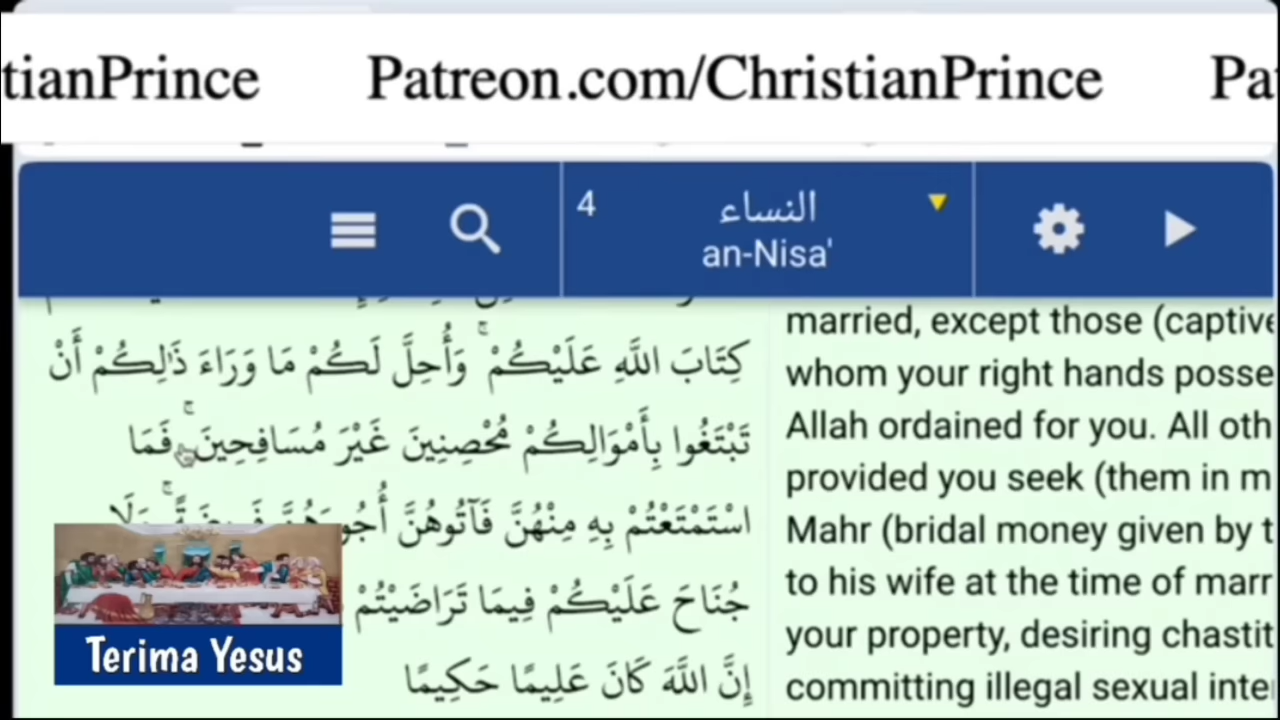 tianPrince Patreon.com/ChristianPrince Pa
4
النساء
an-Nisa'
كِتَابَ اللَّهِ عَلَيْكُمْ ۚ وَأُحِلَّ لَكُمْ مَا وَرَاءَ ذَٰلِكُمْ أَنْ
تَبْتَغُوا بِأَمْوَالِكُمْ مُحْصِنِينَ غَيْرَ مُسَافِحِينَ ۚ فَمَا
اسْتَمْتَعْتُمْ بِهِ مِنْهُنَّ فَآتُوهُنَّ
جُنَاحَ عَلَيْكُمْ فِيمَا تَرَاضَيْتُمْ
إِنَّ اللَّهَ كَانَ عَلِيمًا حَكِيمًا
married, except those (captive
whom your right hands posse
Allah ordained for you. All oth
provided you seek (them in m
Mahr (bridal money given by t
to his wife at the time of marr
your property, desiring chastit
committing illegal sexual inte
Terima Yesus